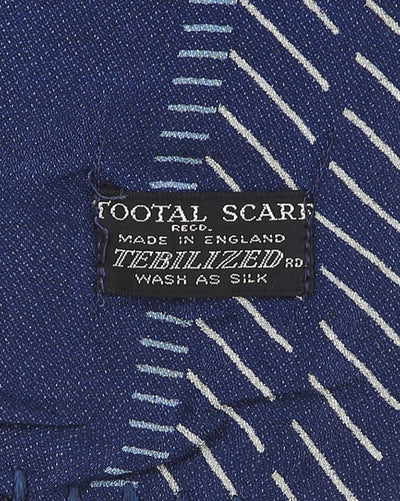 TOOTAL SCARF
REGD.
MADE IN ENGLAND
TEBILIZED RD
WASH AS SILK